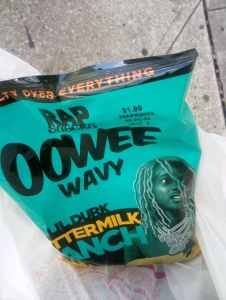 LTY OVER EVERYTHING
RAP
SNACKS
$1.99
OOWEE
WAVY
LIL DURK
TTERMILK
ANCH